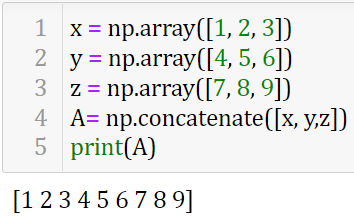 1 x = np.array([1, 2, 3])
2 y = np.array([4, 5, 6])
3 z = np.array([7, 8, 9])
4 A= np.concatenate([x, y,z])
5 print(A)
[1 2 3 4 5 6 7 8 9]